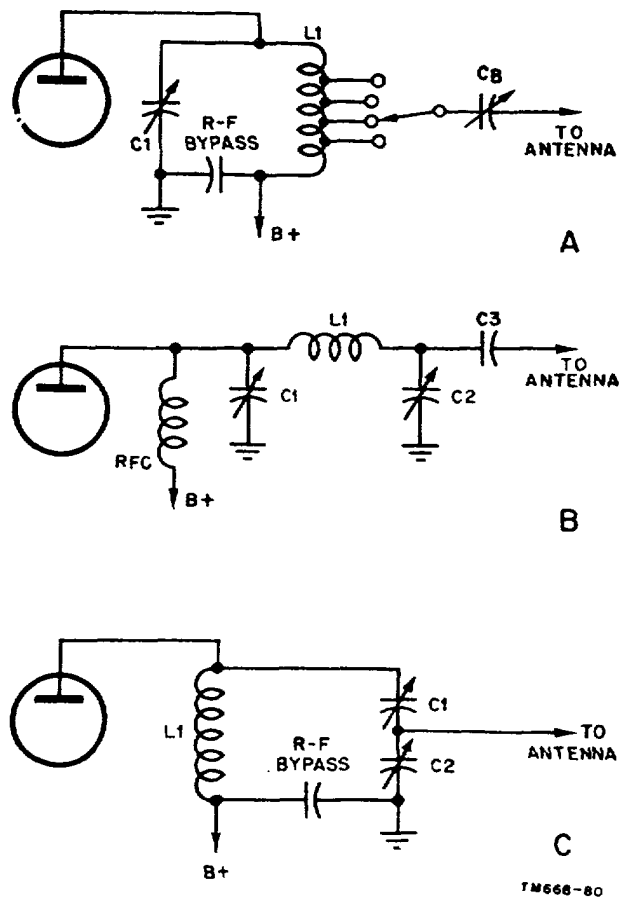 L1
CB
C1
R-F
BYPASS
TO
ANTENNA
B+
A
L1
C3
TO
ANTENNA
C1
C2
RFC
B+
B
C1
L1
TO
ANTENNA
R-F
BYPASS
C2
B+
C
TM668-80